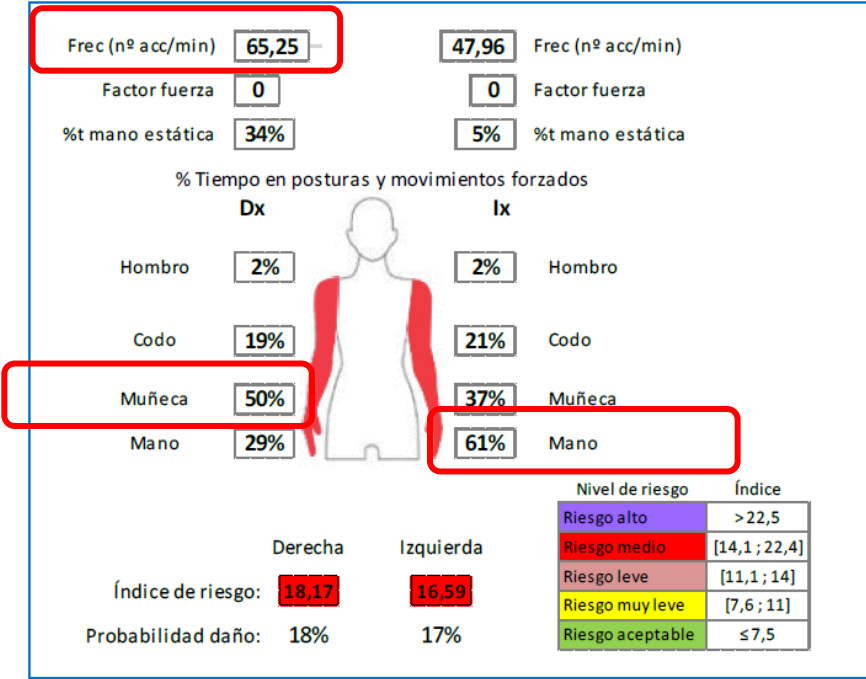 Frec (nº acc/min) 65,25 47,96 Frec (nº acc/min)
Factor fuerza 0 0 Factor fuerza
%t mano estática 34% 5% %t mano estática
% Tiempo en posturas y movimientos forzados
Dx Ix
Hombro 2% 2% Hombro
Codo 19% 21% Codo
Muñeca 50% 37% Muñeca
Mano 29% 61% Mano
Nivel de riesgo Índice
Riesgo alto >22,5
Riesgo medio [14,1 ; 22,4]
Riesgo leve [11,1 ; 14]
Riesgo muy leve [7,6 ; 11]
Riesgo aceptable ≤7,5
Derecha Izquierda
Índice de riesgo: 18,17 16,59
Probabilidad daño: 18% 17%